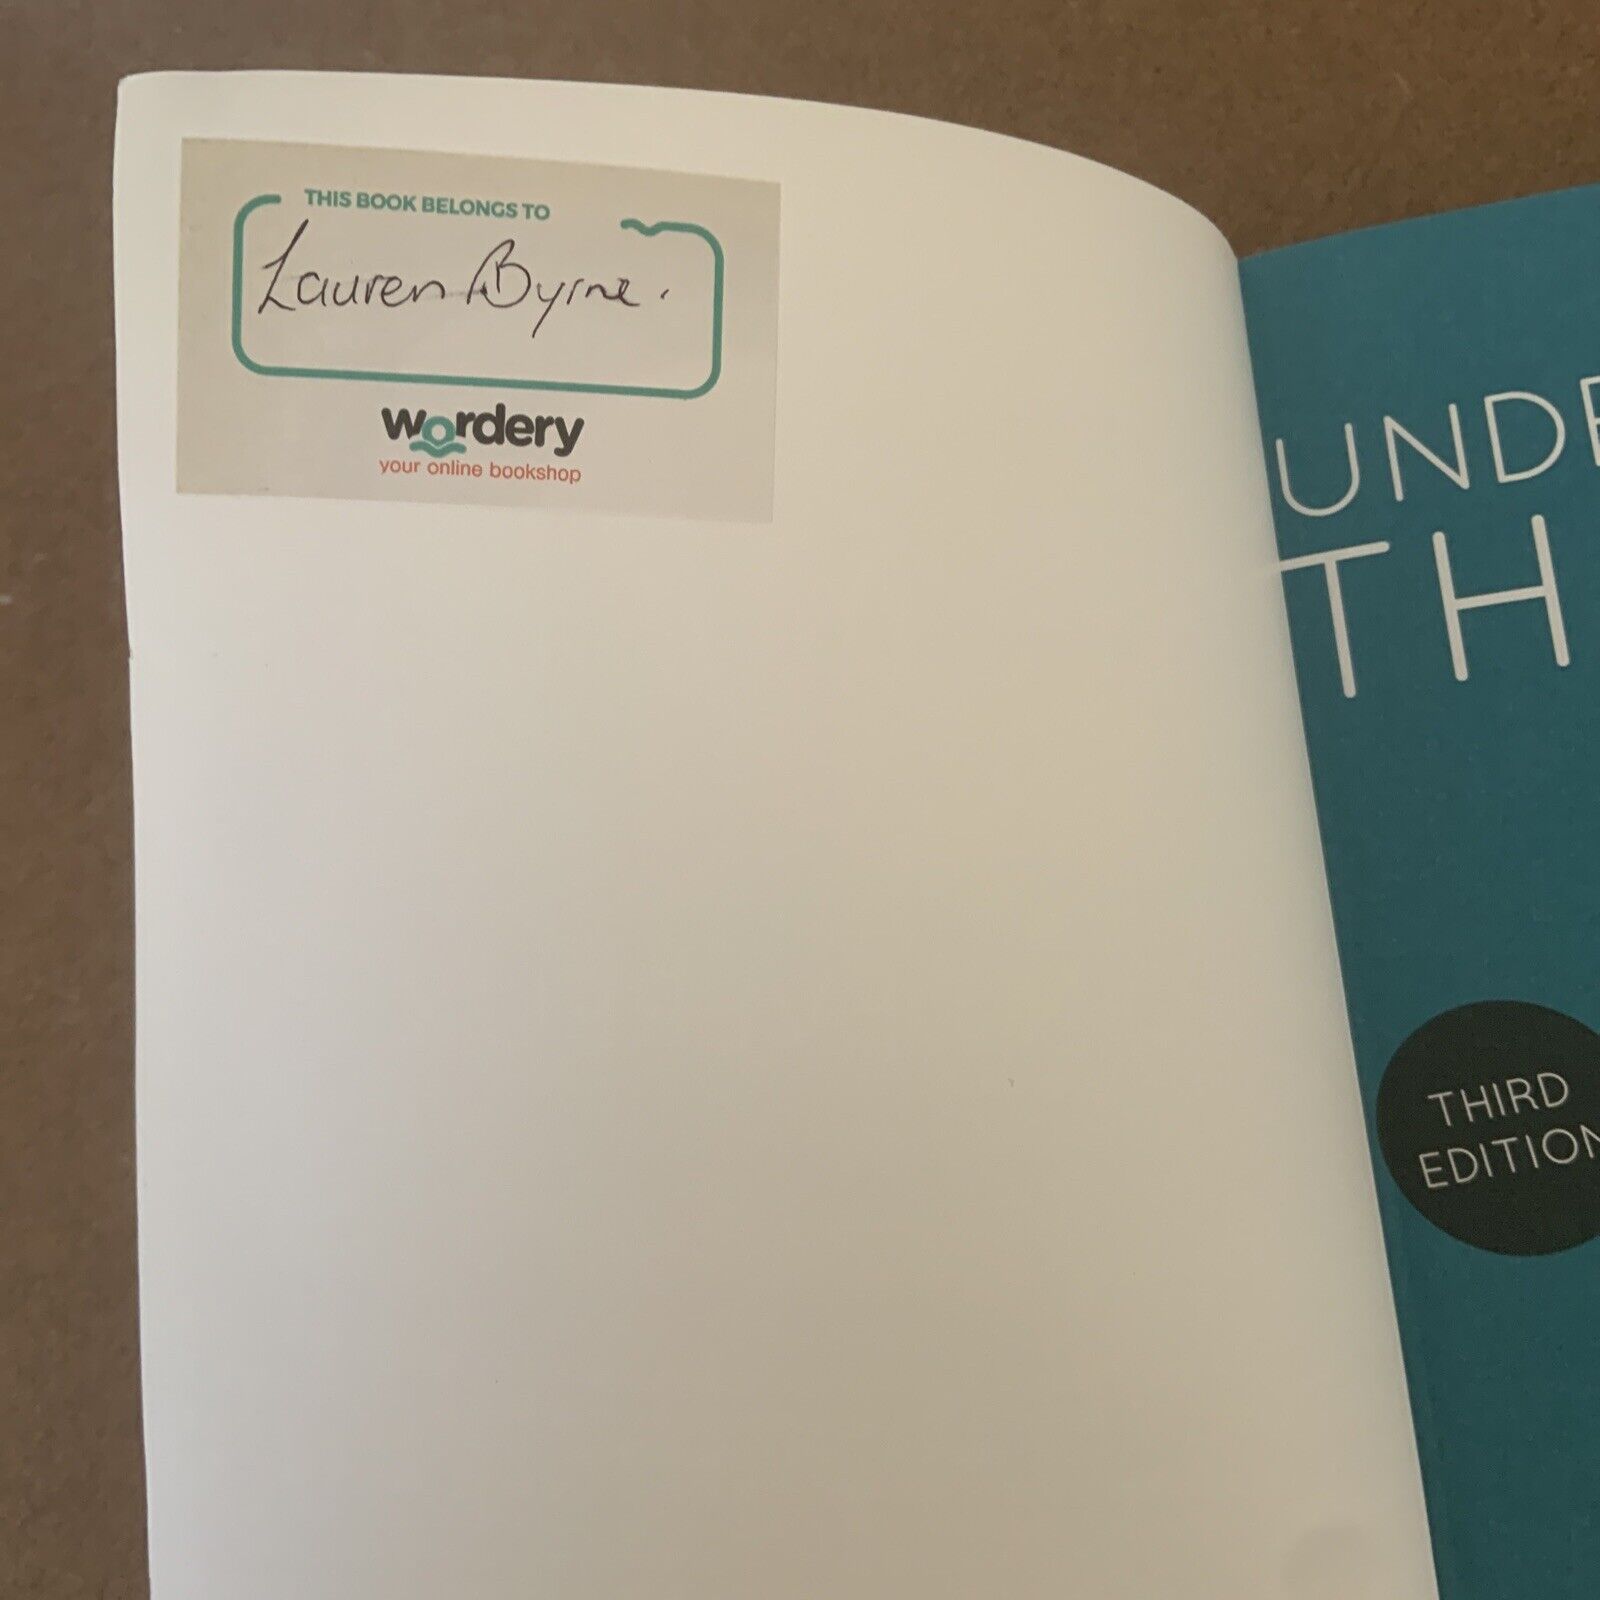 THIS BOOK BELONGS TO
Lauren Byrne.
wordery
your online bookshop
UNDE
TH
THIRD
EDITION